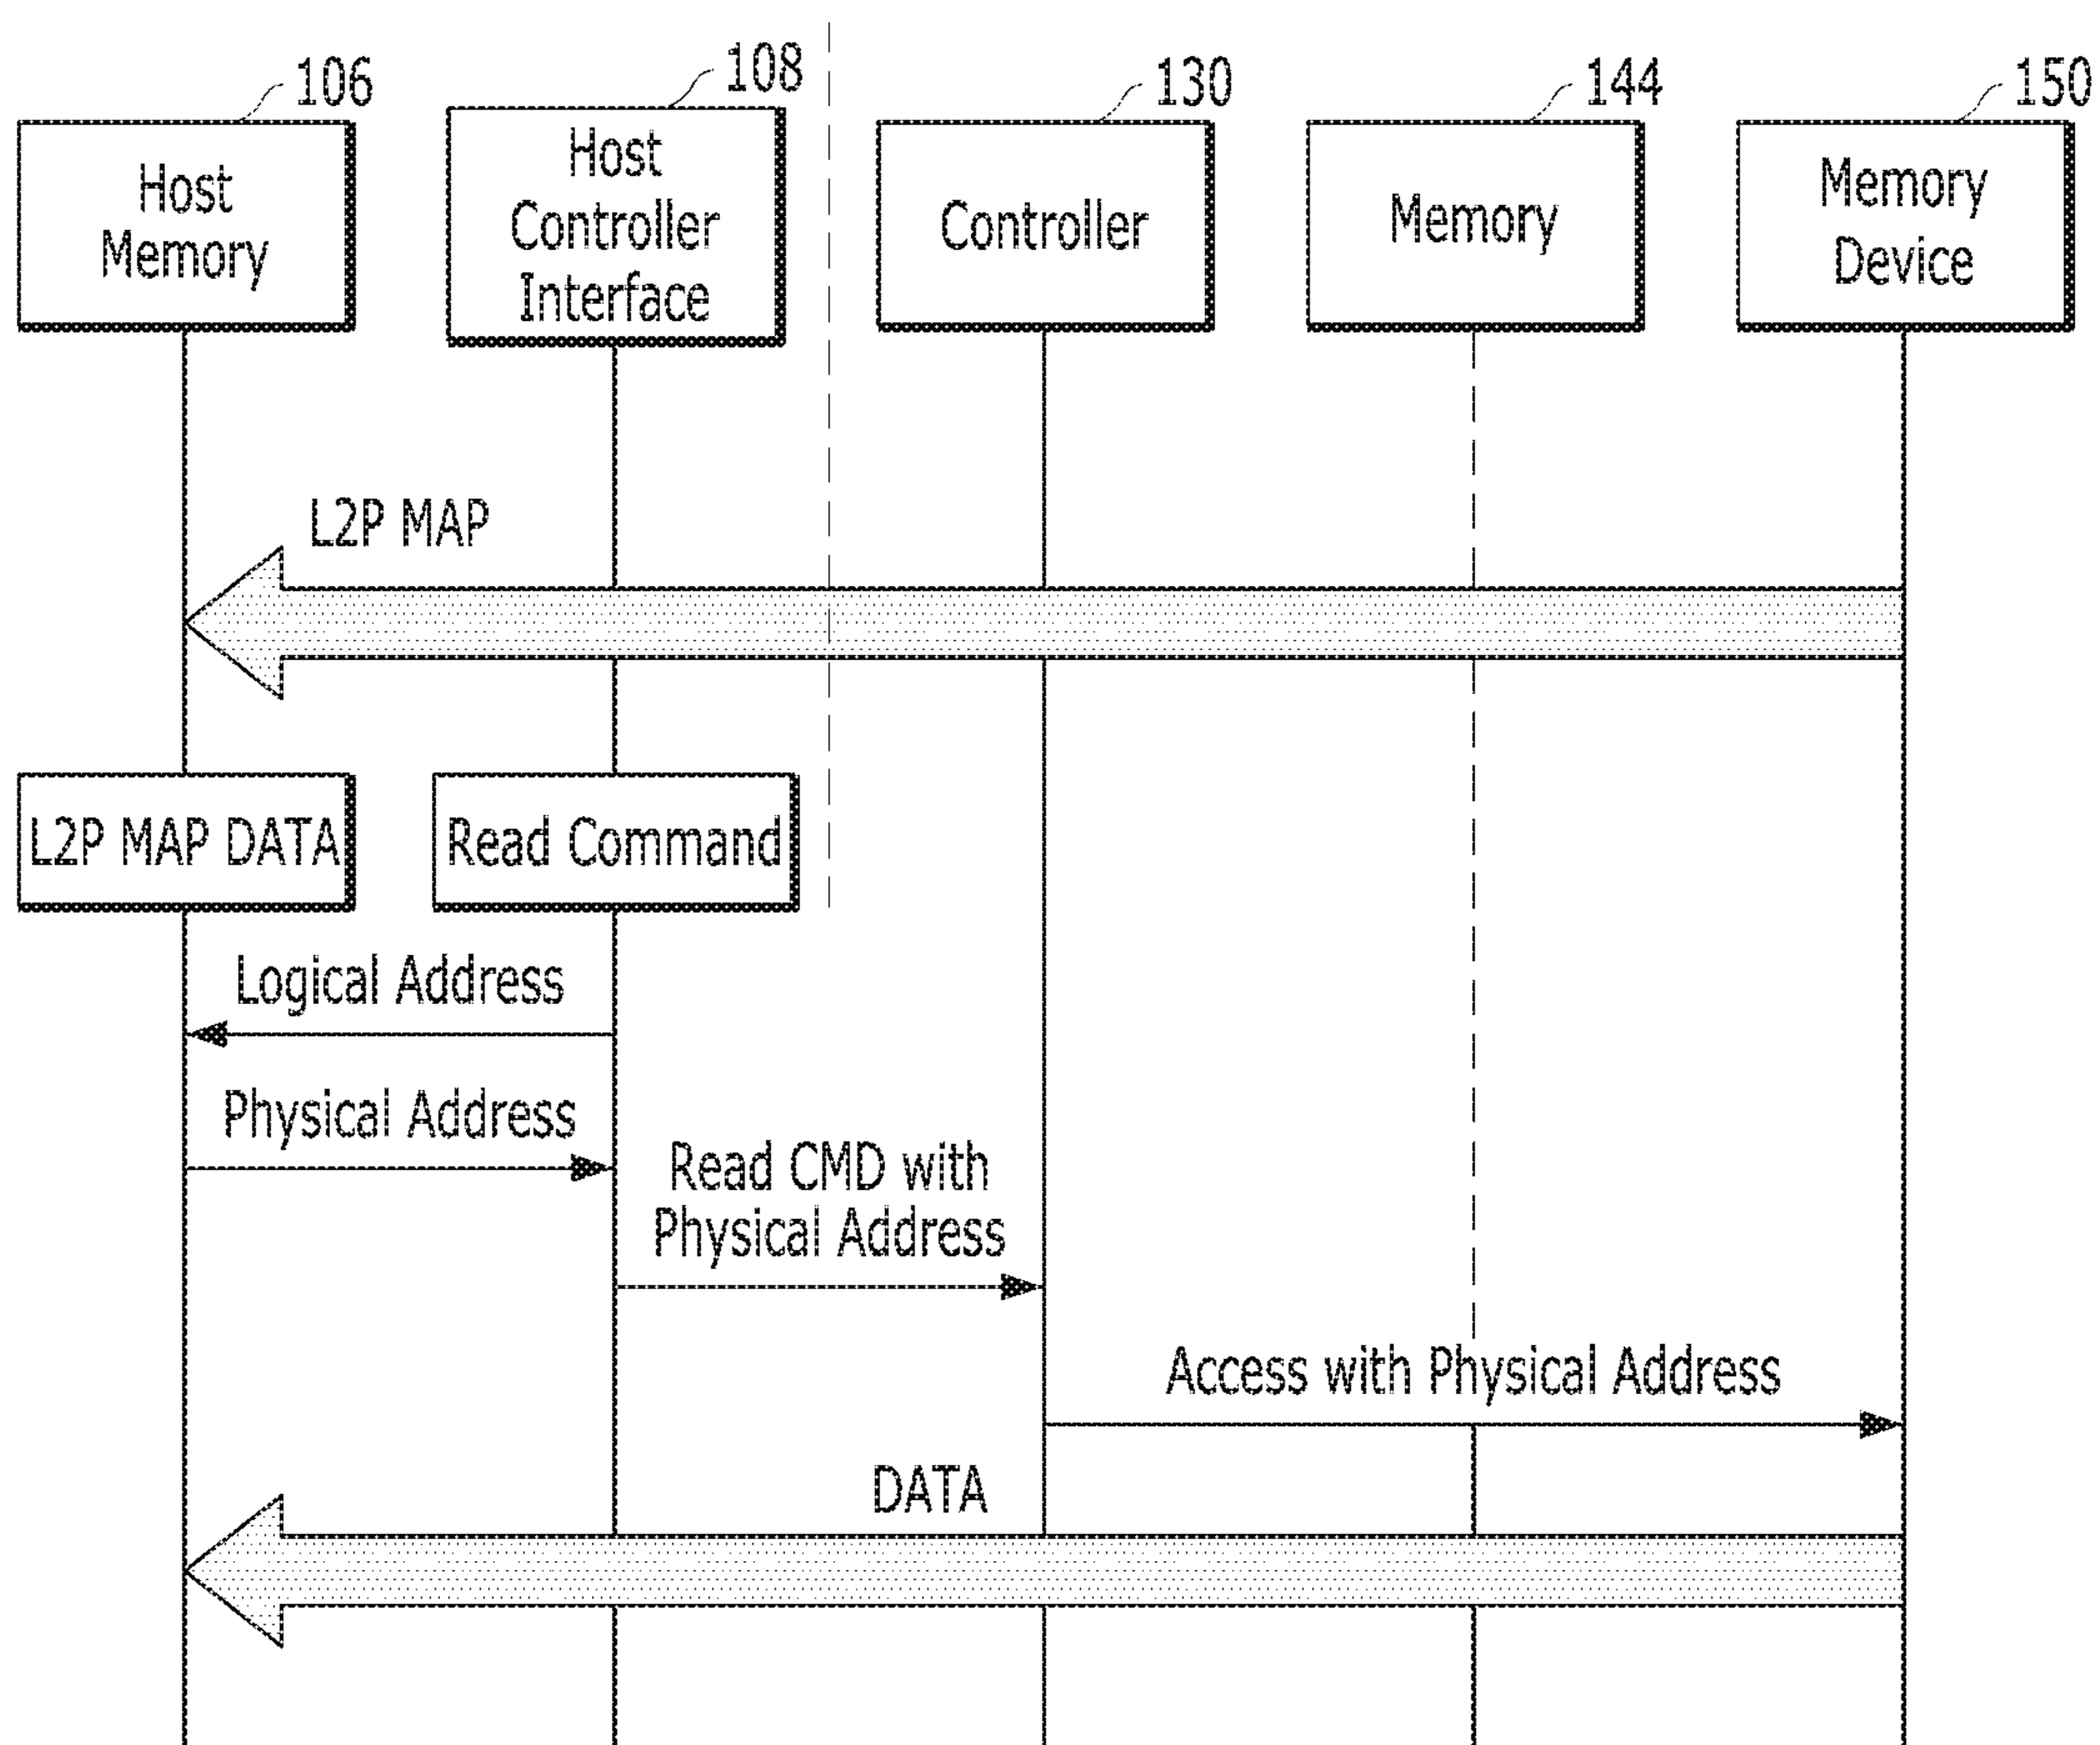 106
108
130
144
150
Host
Memory
Host
Controller
Interface
Controller
Memory
Memory
Device
L2P MAP
L2P MAP DATA
Read Command
Logical Address
Physical Address
Read CMD with
Physical Address
Access with Physical Address
DATA